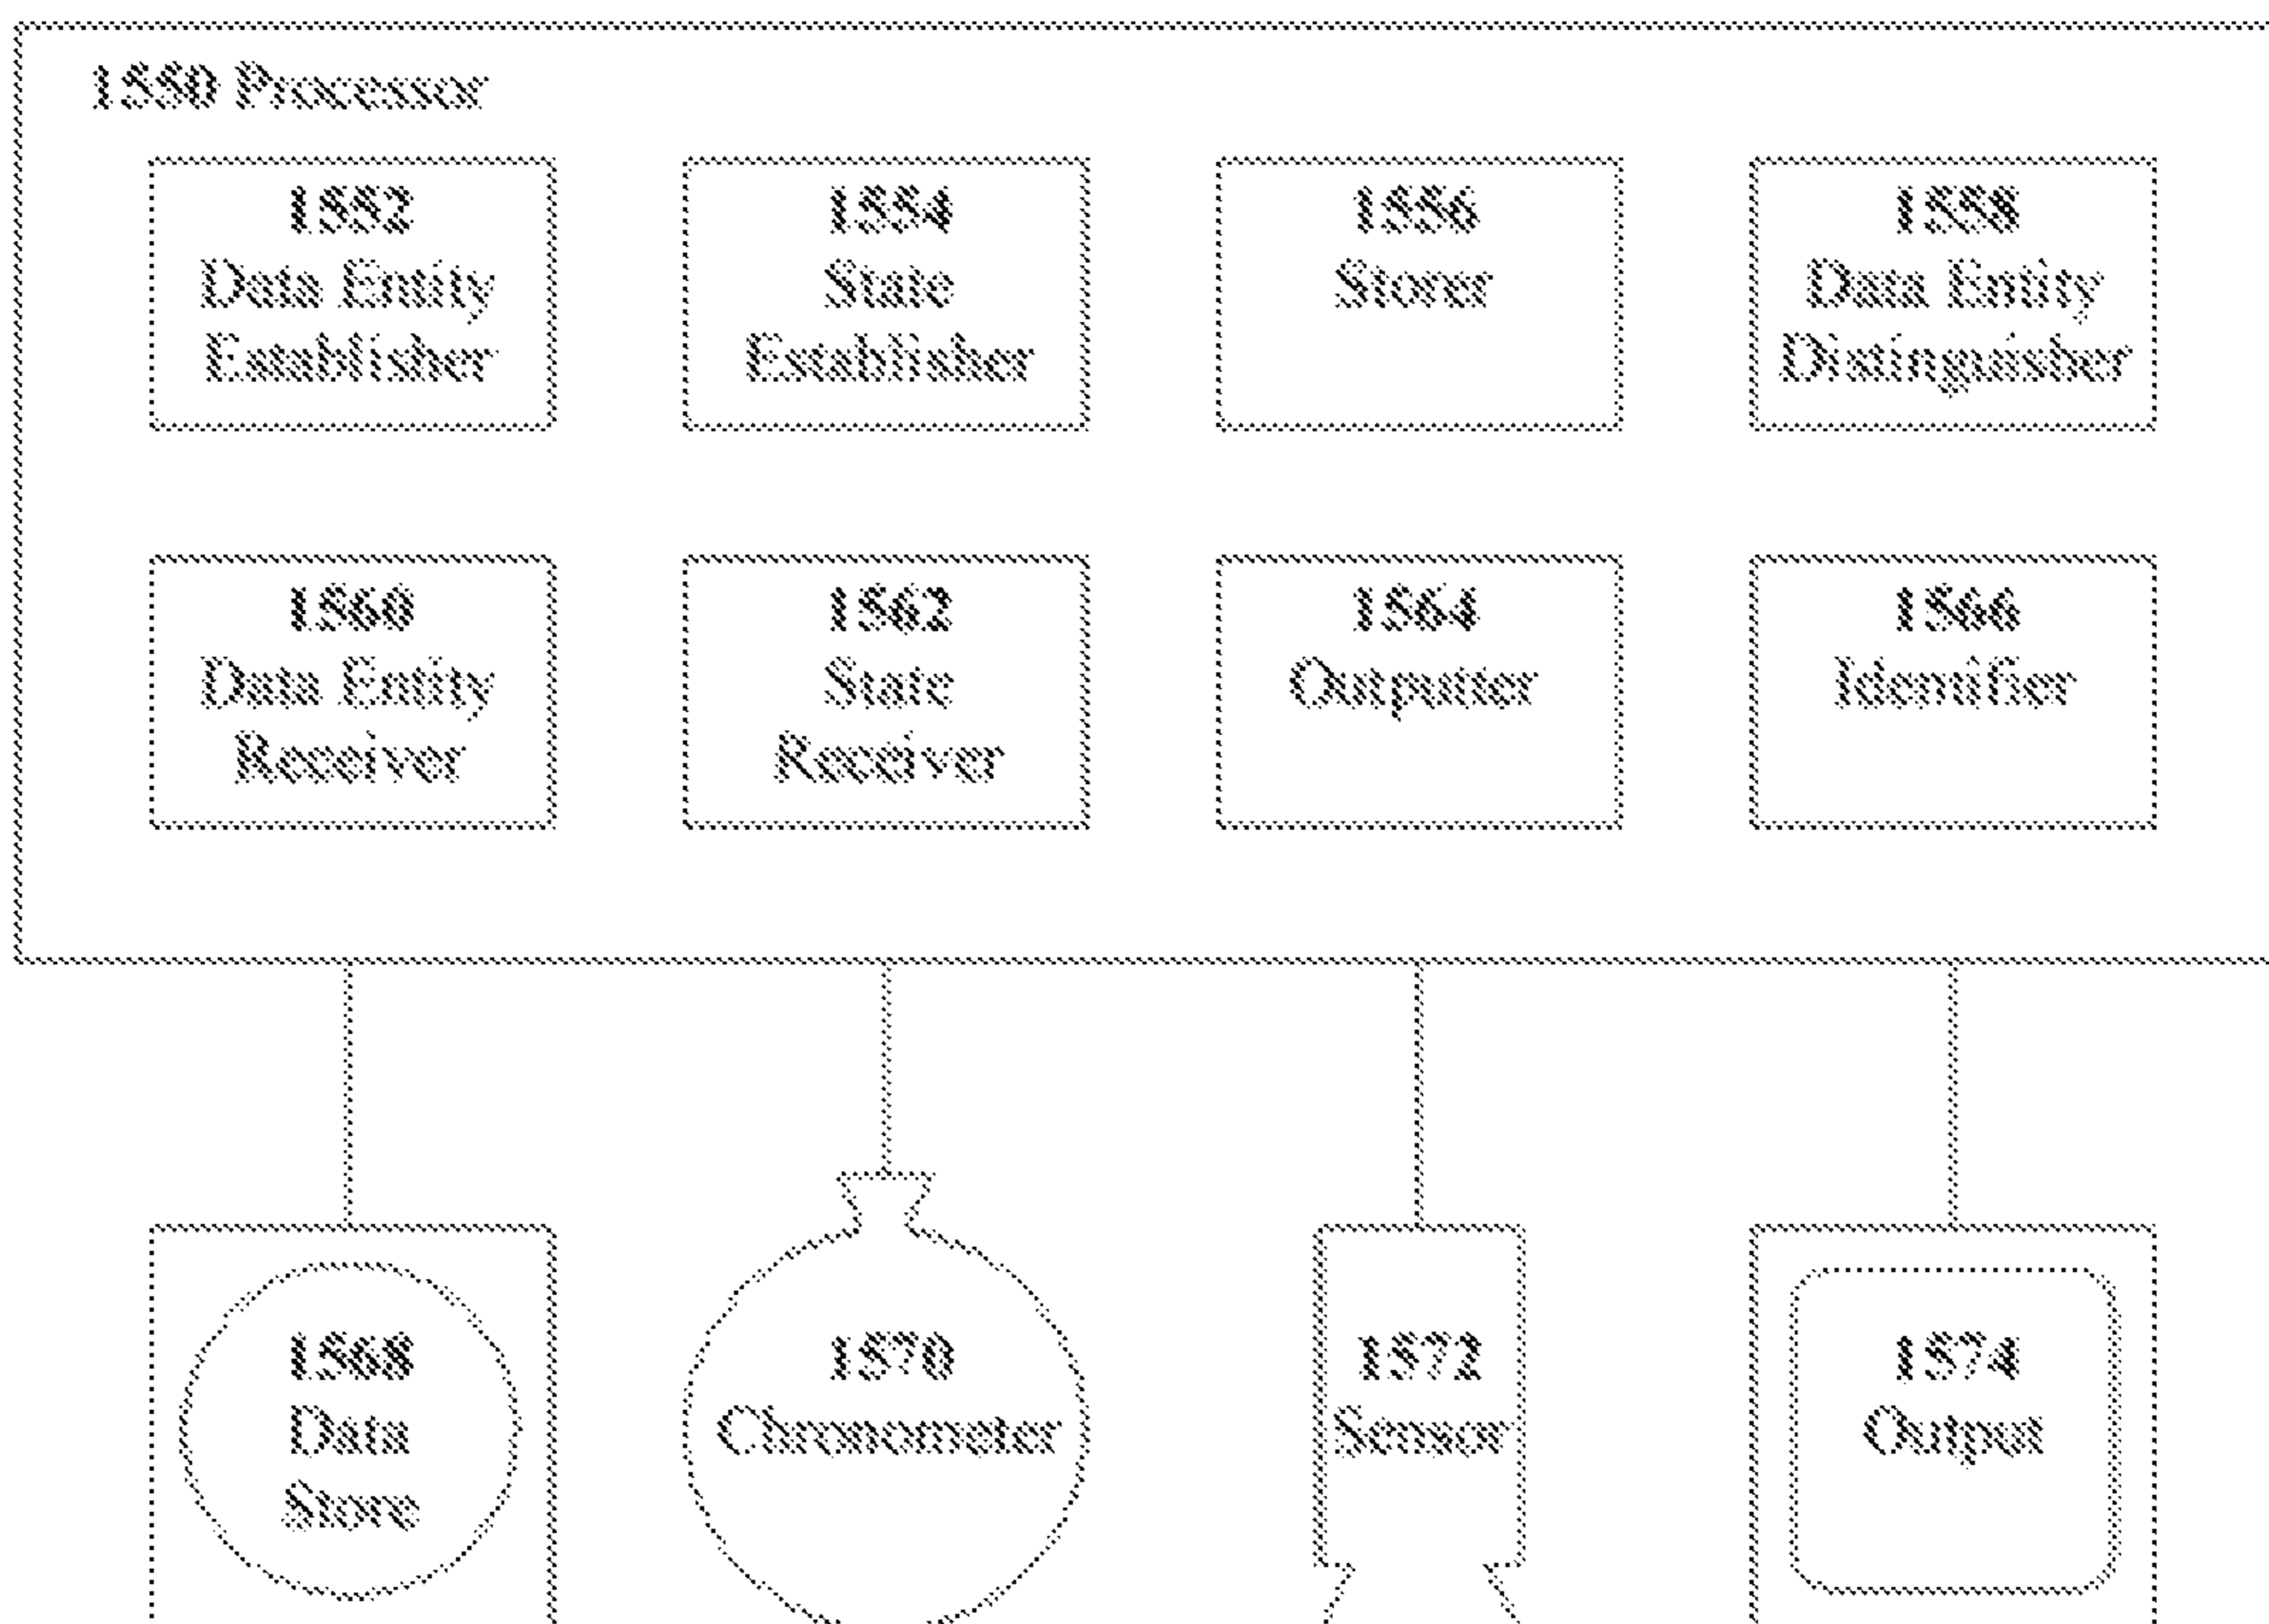 1550 Processor
1552
Data Entity
Establisher
1554
State
Establisher
1556
Storer
1558
Data Entity
Distinguisher
1560
Data Entity
Receiver
1562
State
Receiver
1564
Outputter
1566
Identifier
1568
Data
Store
1570
Chronometer
1572
Sensor
1574
Output